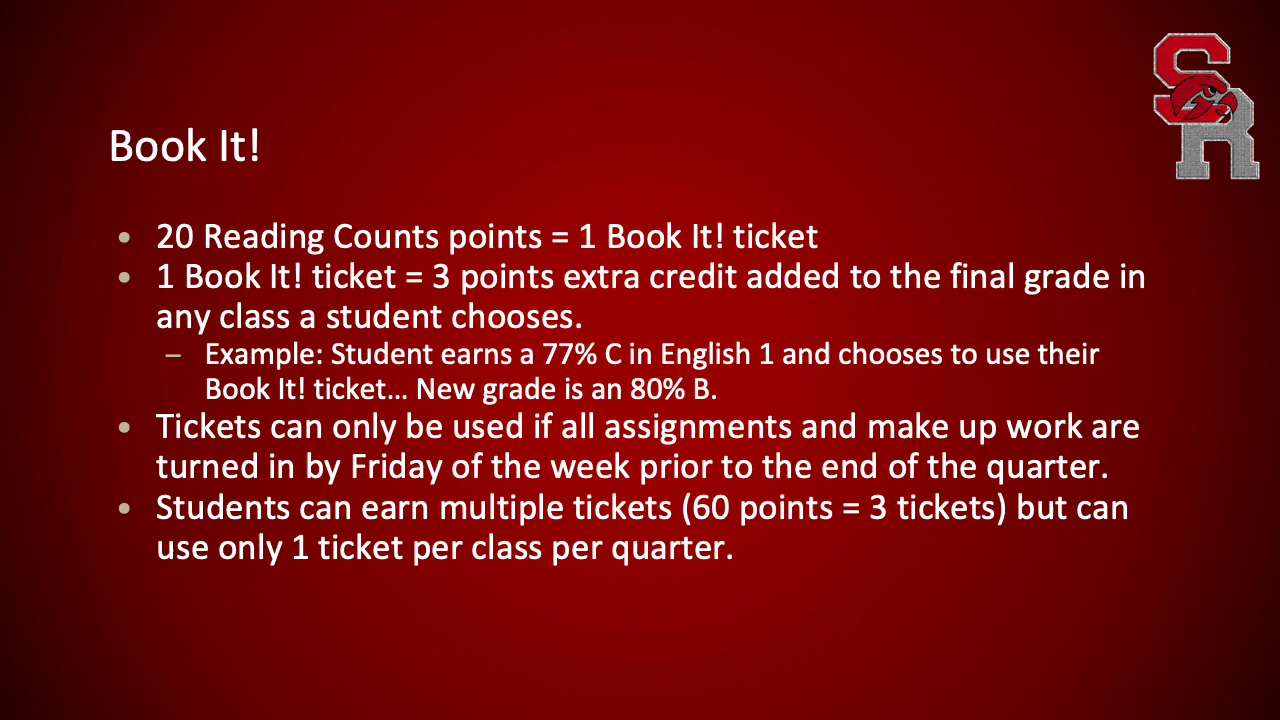 SR
Book It!
• 20 Reading Counts points = 1 Book It! ticket
• 1 Book It! ticket = 3 points extra credit added to the final grade in
any class a student chooses.
– Example: Student earns a 77% C in English 1 and chooses to use their
Book It! ticket… New grade is an 80% B.
• Tickets can only be used if all assignments and make up work are
turned in by Friday of the week prior to the end of the quarter.
• Students can earn multiple tickets (60 points = 3 tickets) but can
use only 1 ticket per class per quarter.